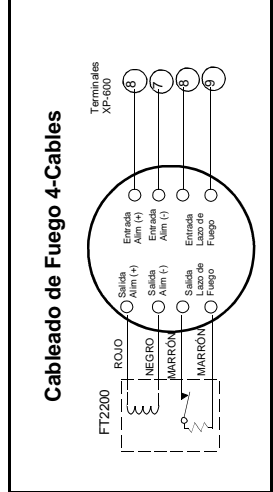 Cableado de Fuego 4-Cables
Terminales
XP-600
8
7
8
9
Entrada
Alim (+)
Entrada
Alim (-)
Entrada
Lazo de
Fuego
Salida
Alim (+)
Salida
Alim (-)
Salida
Lazo de
Fuego
ROJO
NEGRO
MARRÓN
MARRÓN
FT2200